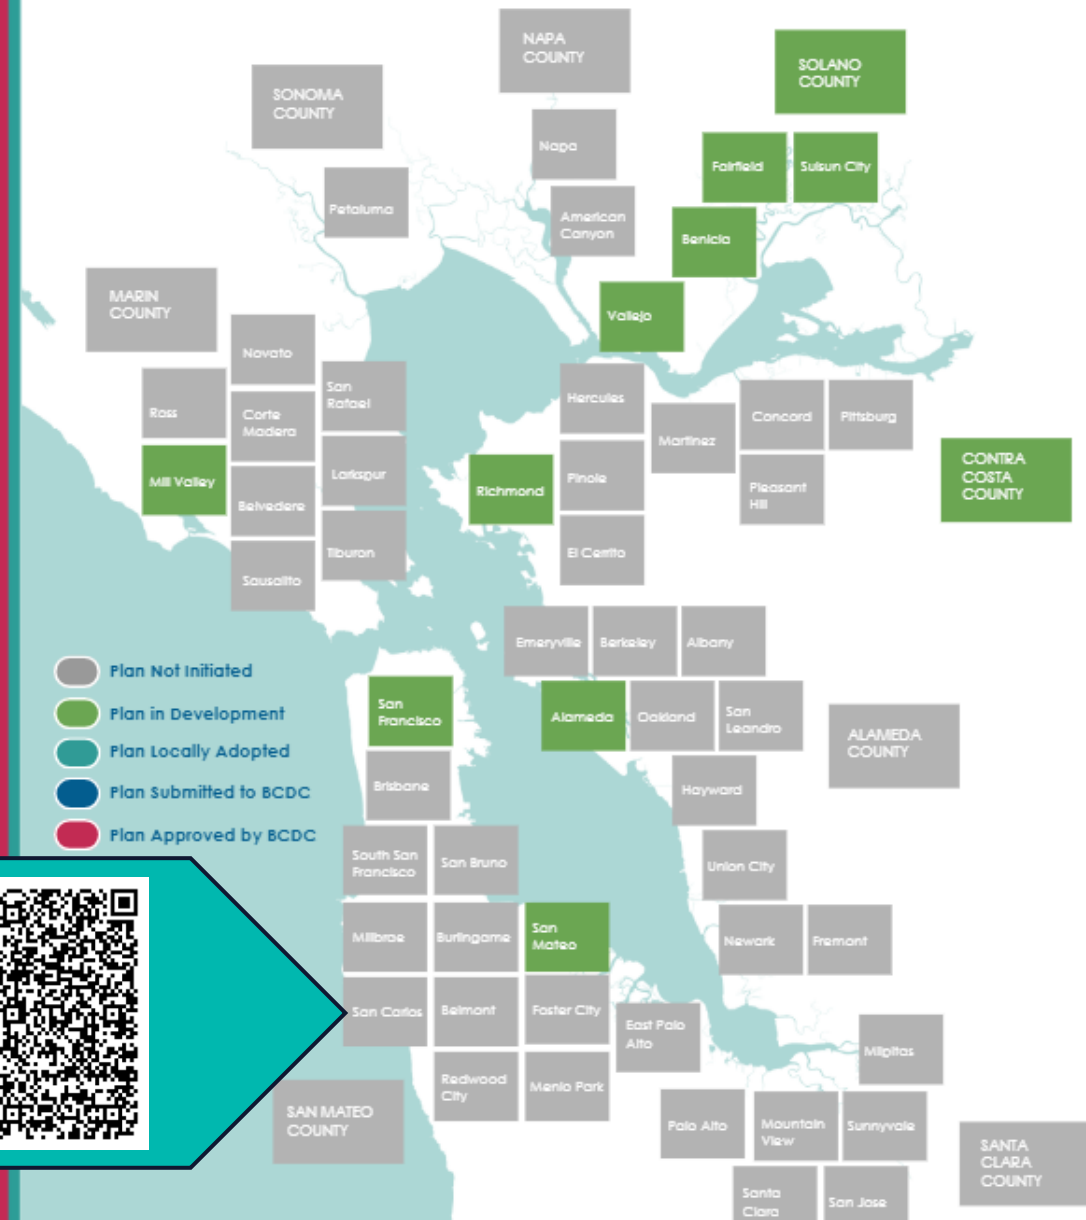 NAPA
COUNTY
SOLANO
COUNTY
SONOMA
COUNTY
Napa
Fairfield
Suisun City
Petaluma
American
Canyon
Benicia
MARIN
COUNTY
Vallejo
Novato
San
Rafael
Hercules
Ross
Corte
Madera
Martinez
Concord
Pittsburg
Mill Valley
Larkspur
Richmond
Pinole
Pleasant
Hill
CONTRA
COSTA
COUNTY
Belvedere
Tiburon
El Cerrito
Sausalito
Emeryville
Berkeley
Albany
Plan Not Initiated
Plan in Development
Plan Locally Adopted
Plan Submitted to BCDC
Plan Approved by BCDC
San
Francisco
Alameda
Oakland
San
Leandro
ALAMEDA
COUNTY
Brisbane
Hayward
South San
Francisco
San Bruno
Union City
Millbrae
Burlingame
San
Mateo
Newark
Fremont
San Carlos
Belmont
Foster City
East Palo
Alto
Milpitas
Redwood
City
Menlo Park
SAN MATEO
COUNTY
Palo Alto
Mountain
View
Sunnyvale
SANTA
CLARA
COUNTY
Santa
Clara
San Jose